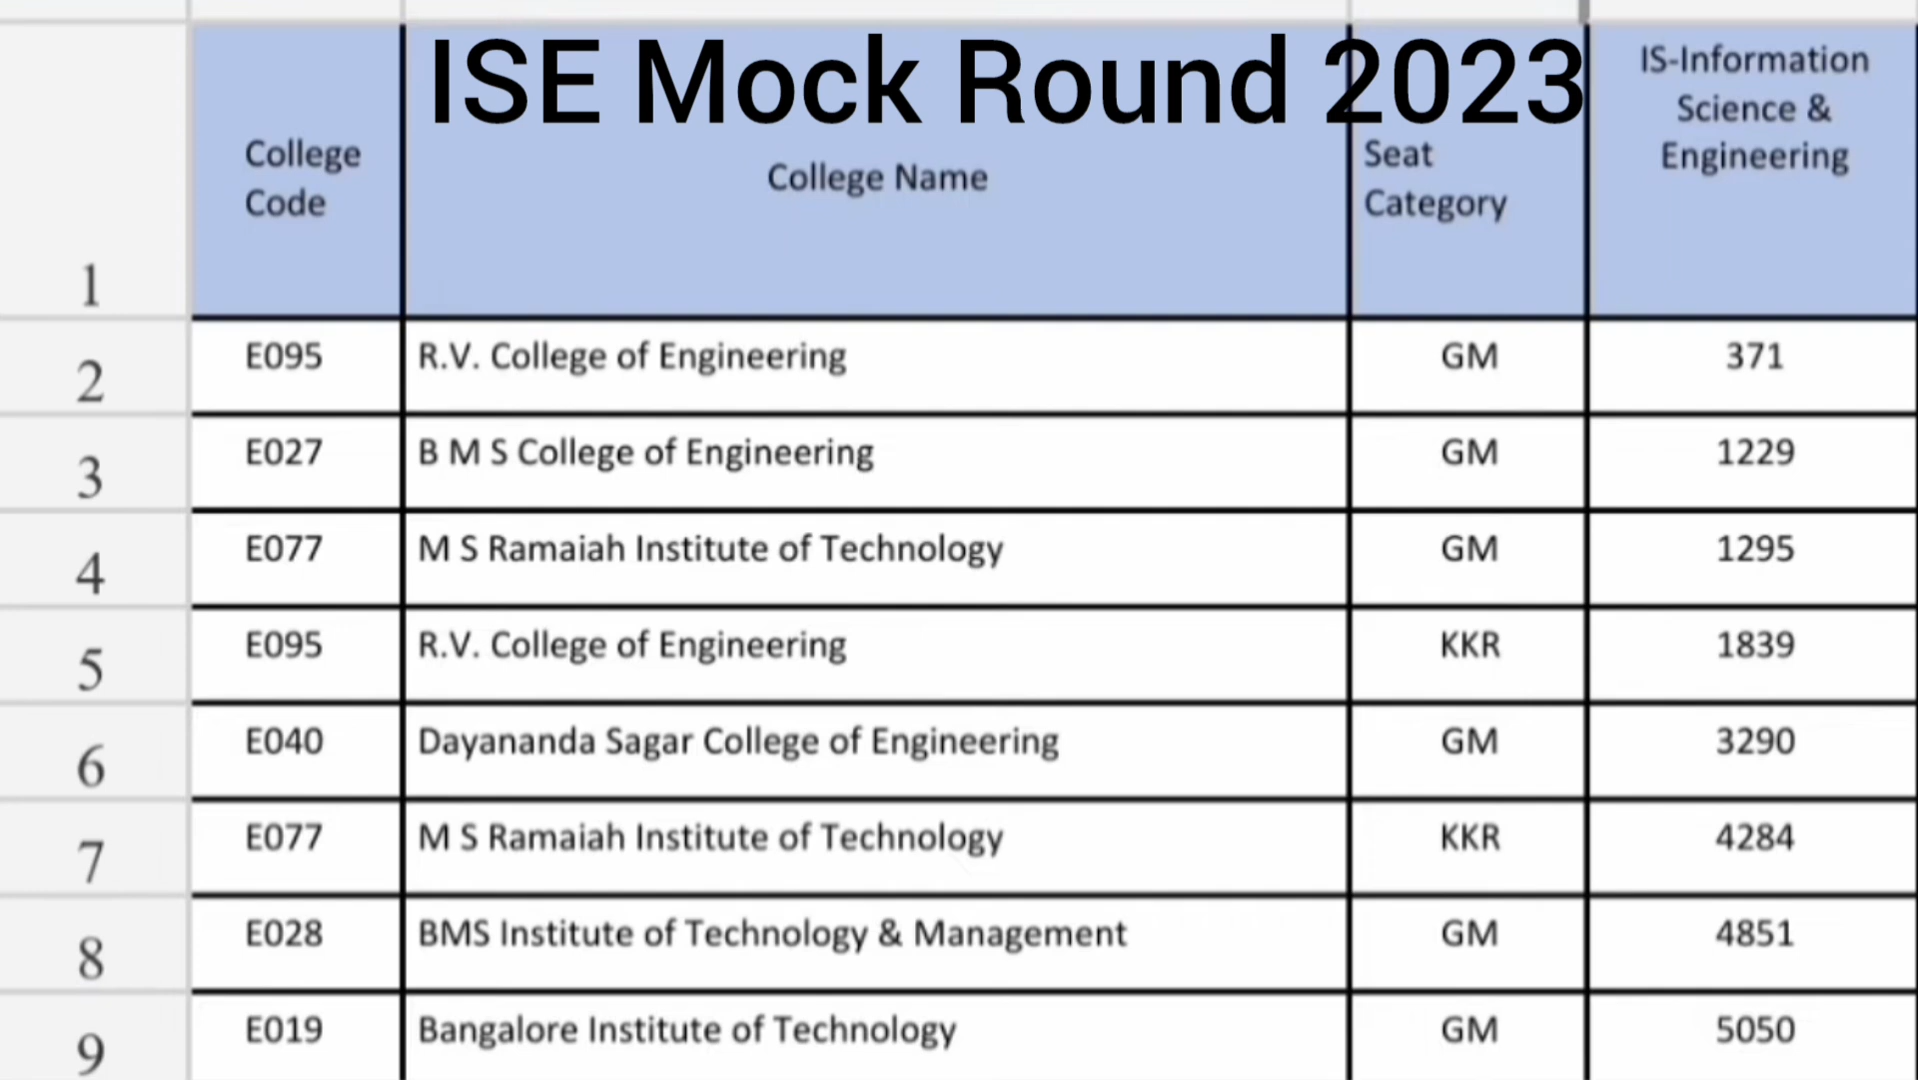 ISE Mock Round 2023
College Code
College Name
Seat Category
IS-Information Science & Engineering
1
2 E095 R.V. College of Engineering GM 371
3 E027 B M S College of Engineering GM 1229
4 E077 M S Ramaiah Institute of Technology GM 1295
5 E095 R.V. College of Engineering KKR 1839
6 E040 Dayananda Sagar College of Engineering GM 3290
7 E077 M S Ramaiah Institute of Technology KKR 4284
8 E028 BMS Institute of Technology & Management GM 4851
9 E019 Bangalore Institute of Technology GM 5050